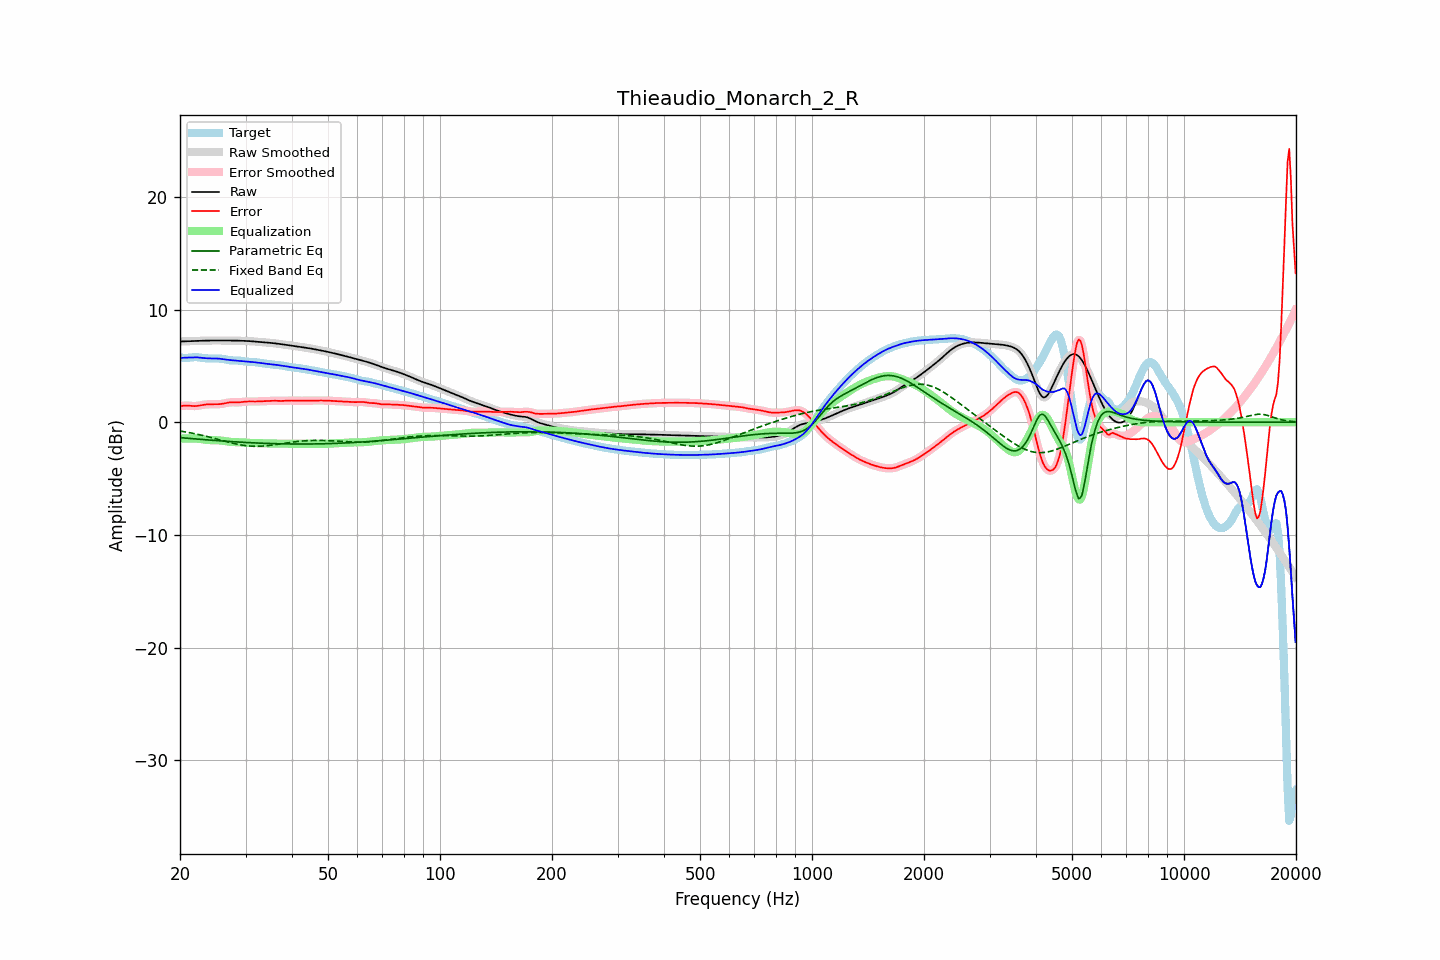 Thieaudio_Monarch_2_R
Target
Raw Smoothed
Error Smoothed
Raw
Error
Equalization
Parametric Eq
Fixed Band Eq
Equalized
20
10
0
−10
−20
−30
Amplitude (dBr)
20
50
100
200
500
1000
2000
5000
10000
20000
Frequency (Hz)